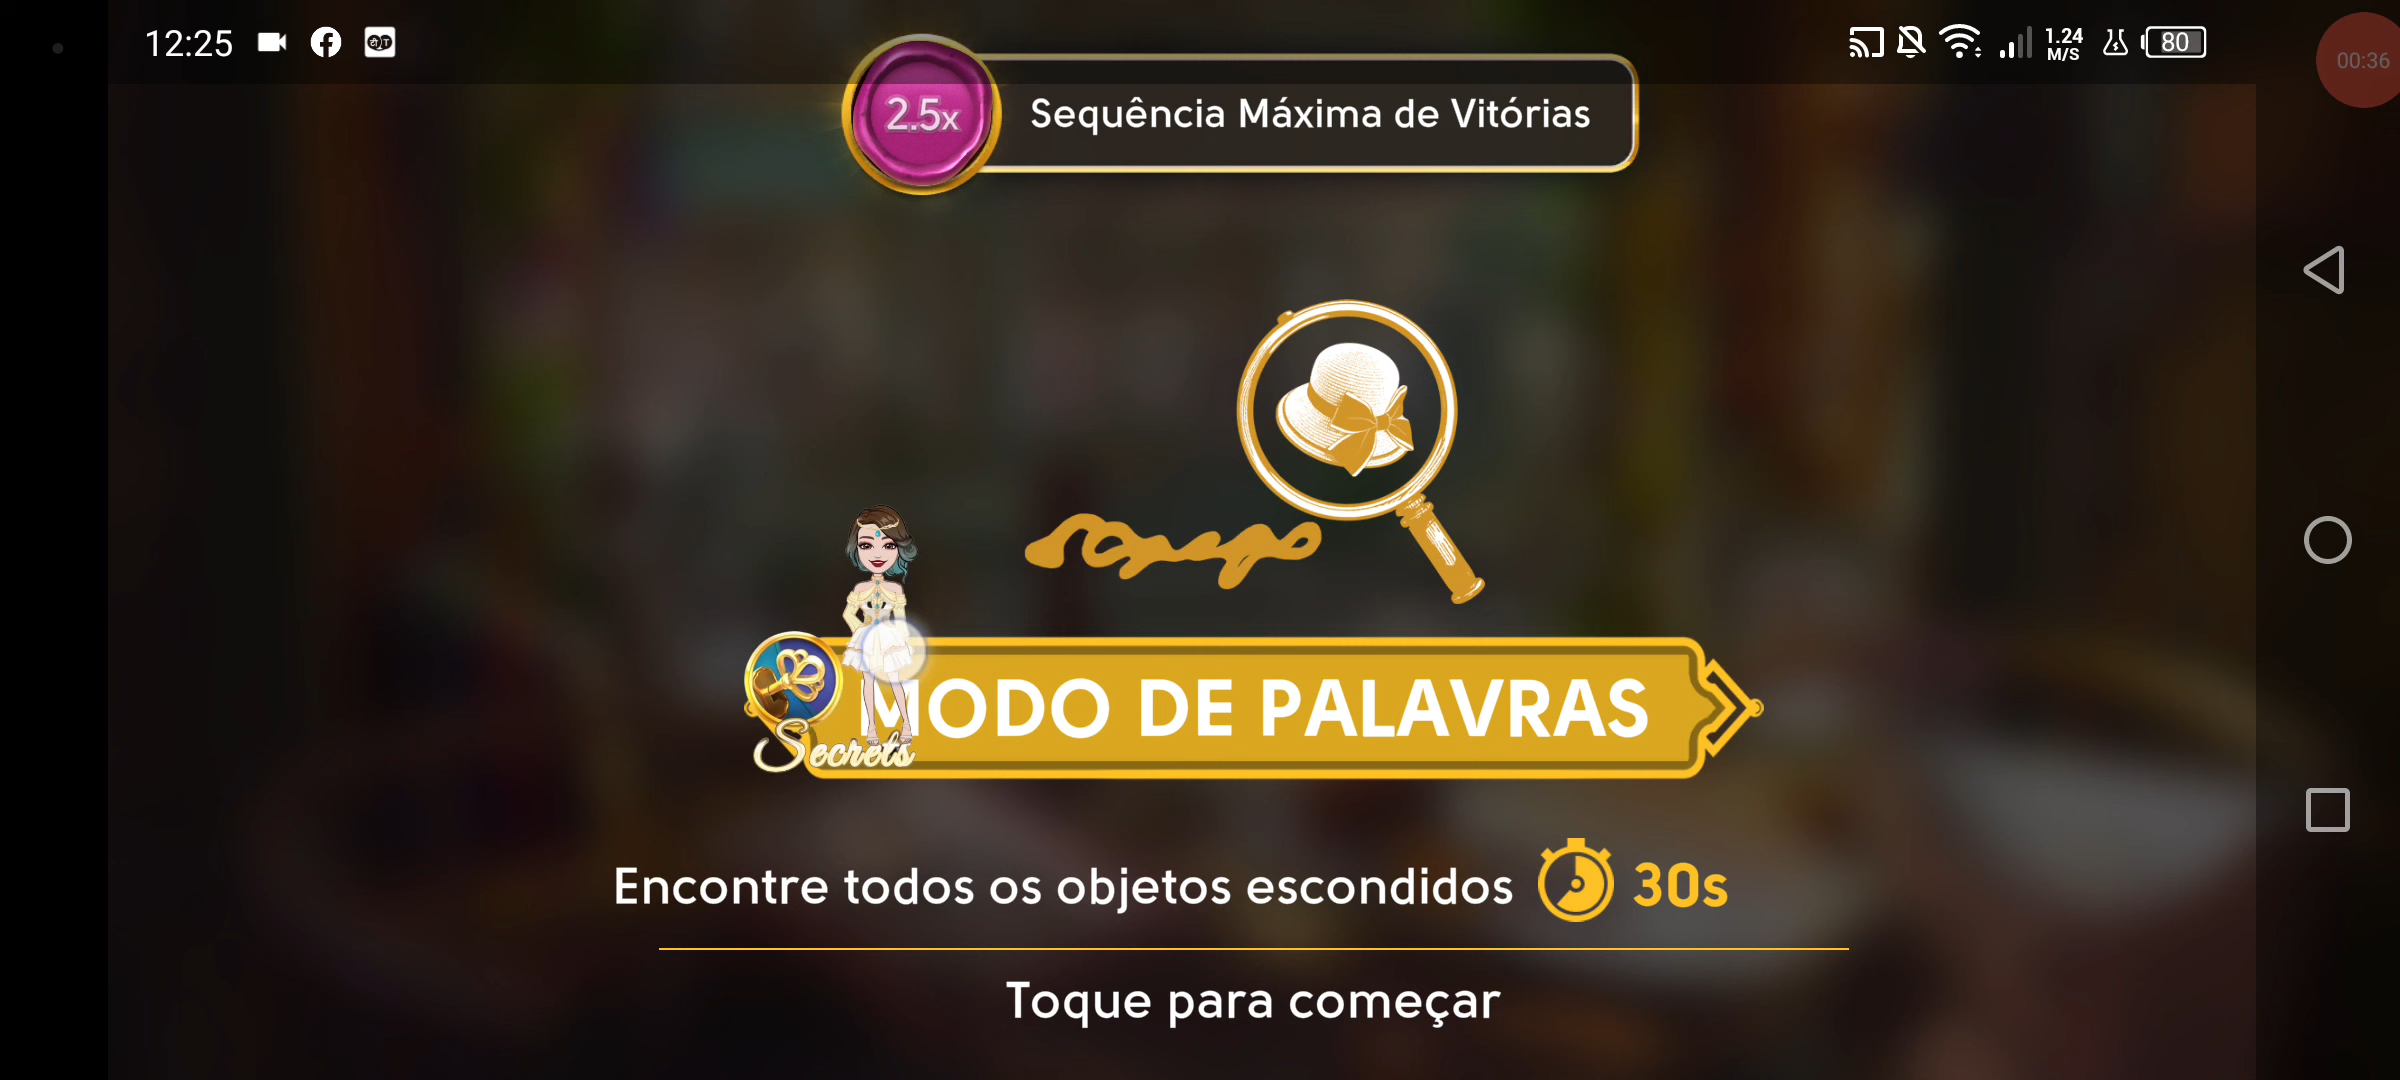 12:25
1.24
M/S
80
00:36
2.5x
Sequência Máxima de Vitórias
MODO DE PALAVRAS
Secrets
Encontre todos os objetos escondidos 30s
Toque para começar